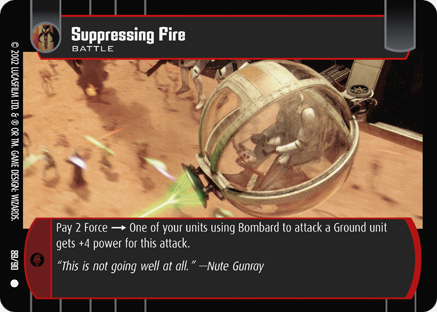 Suppressing Fire
BATTLE
Pay 2 Force → One of your units using Bombard to attack a Ground unit
gets +4 power for this attack.
"This is not going well at all." —Nute Gunray
© 2002 LUCASFILM LTD. & ® OR TM. GAME DESIGN: WIZARDS.